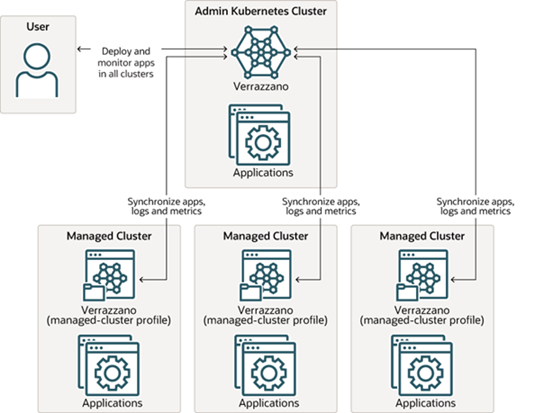 User
Admin Kubernetes Cluster
Deploy and
monitor apps
in all clusters
Verrazzano
Applications
Synchronize apps,
logs and metrics
Synchronize apps,
logs and metrics
Synchronize apps,
logs and metrics
Managed Cluster
Verrazzano
(managed-cluster profile)
Applications
Managed Cluster
Verrazzano
(managed-cluster profile)
Applications
Managed Cluster
Verrazzano
(managed-cluster profile)
Applications